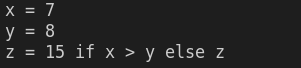 x = 7
y = 8
z = 15 if x > y else z